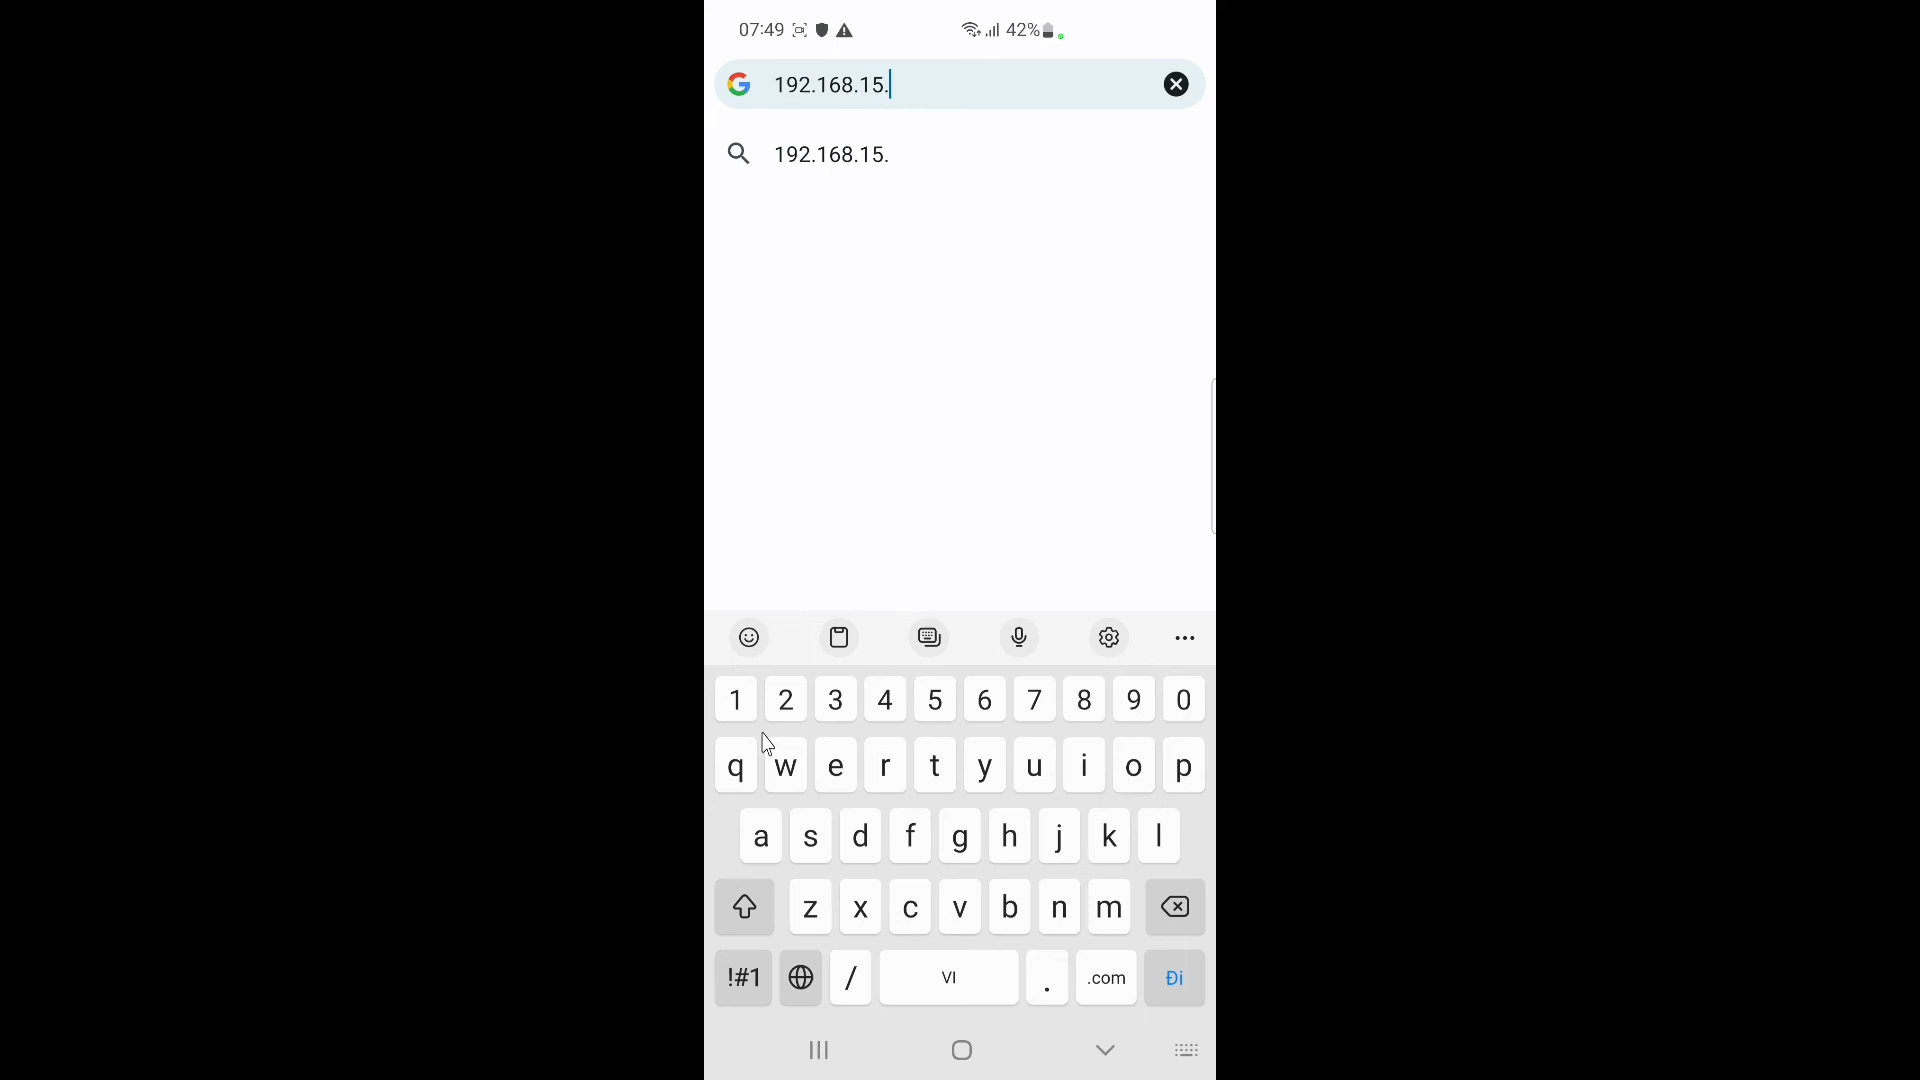 07:49 42%
192.168.15.
192.168.15.
1 2 3 4 5 6 7 8 9 0
q w e r t y u i o p
a s d f g h j k l
z x c v b n m
!#1 / VI . .com Đi